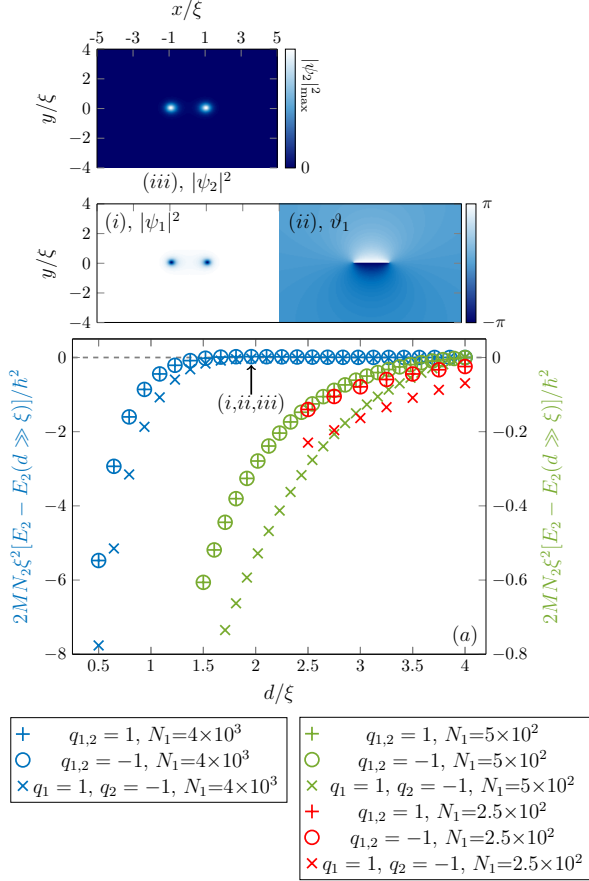 x/ξ
-5 -3 -1 1 3 5
4
2
0
−2
−4
y/ξ
|ψ₂|²max
0
(iii), |ψ₂|²
4
2
0
−2
−4
y/ξ
(i), |ψ₁|²
(ii), ϑ₁
π
−π
0
−2
−4
−6
−8
2MN₂ξ²[E₂ − E₂(d ≫ ξ)]/ℏ²
(i,ii,iii)
(a)
0
−0.2
−0.4
−0.6
−0.8
2MN₂ξ²[E₂ − E₂(d ≫ ξ)]/ℏ²
0.5 1 1.5 2 2.5 3 3.5 4
d/ξ
+ q₁,₂ = 1, N₁=4×10³
○ q₁,₂ = −1, N₁=4×10³
× q₁ = 1, q₂ = −1, N₁=4×10³
+ q₁,₂ = 1, N₁=5×10²
○ q₁,₂ = −1, N₁=5×10²
× q₁ = 1, q₂ = −1, N₁=5×10²
+ q₁,₂ = 1, N₁=2.5×10²
○ q₁,₂ = −1, N₁=2.5×10²
× q₁ = 1, q₂ = −1, N₁=2.5×10²